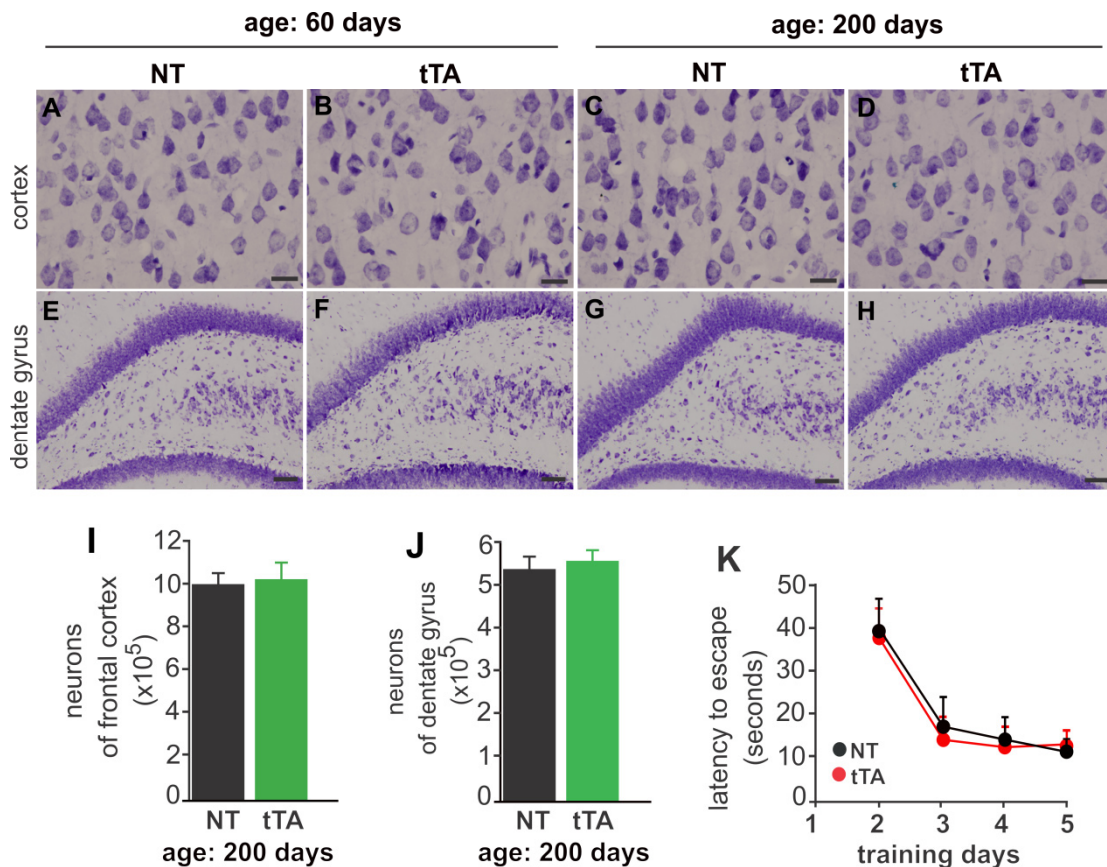 age: 60 days
age: 200 days
NT
tTA
NT
tTA
cortex
A
B
C
D
dentate gyrus
E
F
G
H
I
neurons
of frontal cortex
(x10⁵)
12
10
8
6
4
2
0
NT
tTA
age: 200 days
J
neurons
of dentate gyrus
(x10⁵)
6
5
4
3
2
1
0
NT
tTA
age: 200 days
K
latency to escape
(seconds)
50
40
30
20
10
0
NT
tTA
1
2
3
4
5
training days